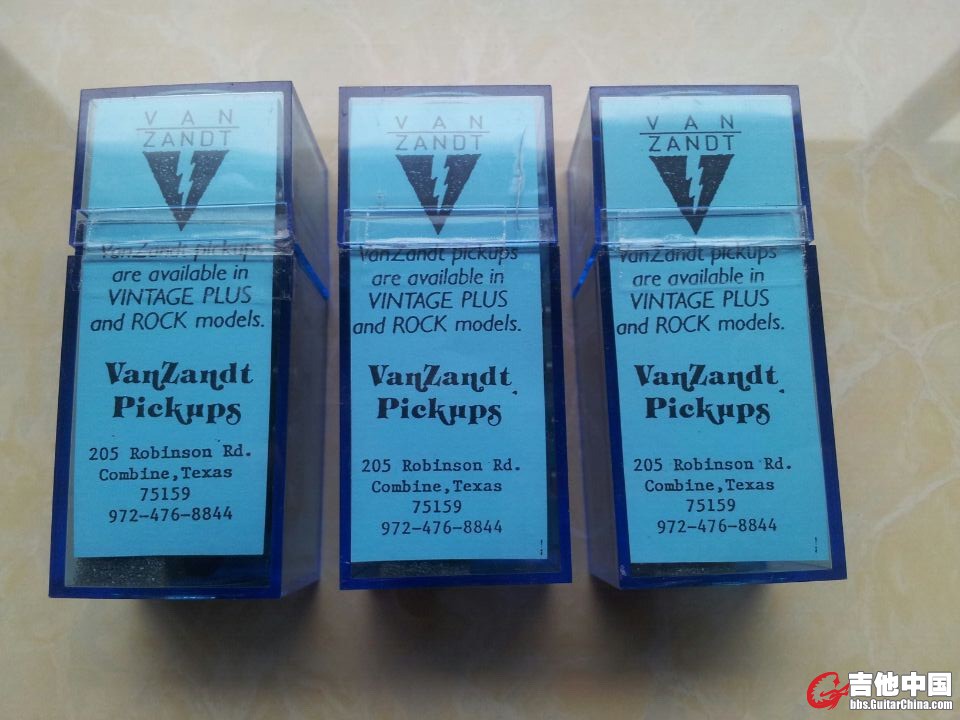 VAN
ZANDT
VanZandt pickups
are available in
VINTAGE PLUS
and ROCK models.
VanZandt
Pickups
205 Robinson Rd.
Combine,Texas
75159
972-476-8844
VAN
ZANDT
VanZandt pickups
are available in
VINTAGE PLUS
and ROCK models.
VanZandt
Pickups
205 Robinson Rd.
Combine,Texas
75159
972-476-8844
VAN
ZANDT
VanZandt pickups
are available in
VINTAGE PLUS
and ROCK models.
VanZandt
Pickups
205 Robinson Rd.
Combine,Texas
75159
972-476-8844
吉他中国
bbs.GuitarChina.com